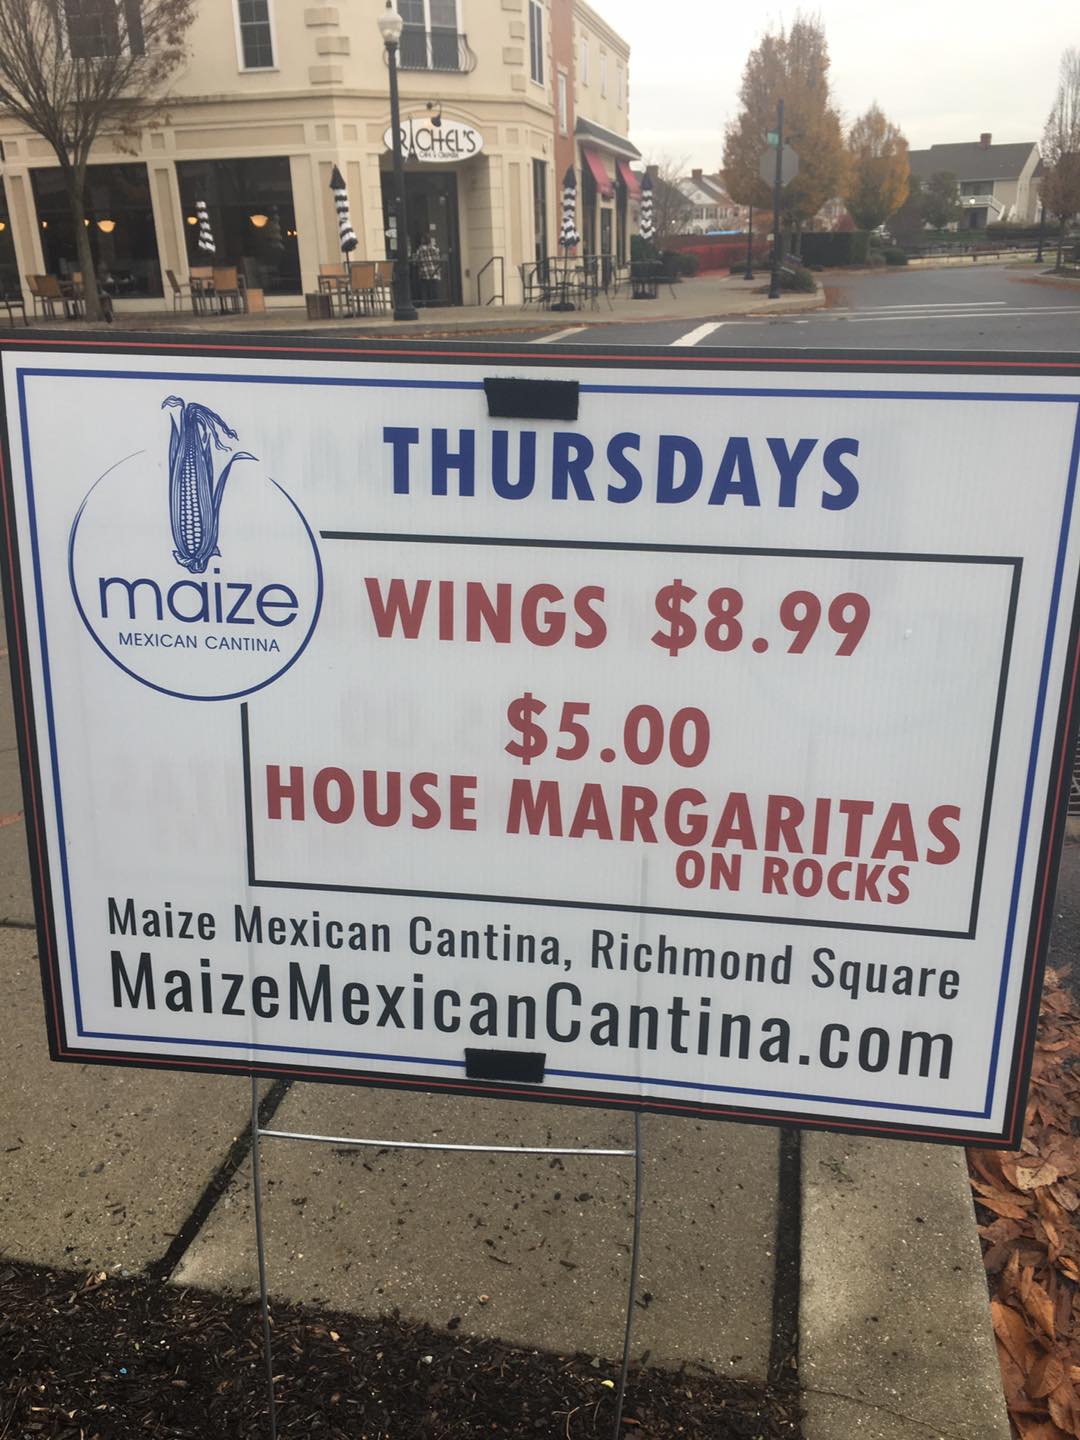 RACHEL'S
THURSDAYS
maize
MEXICAN CANTINA
WINGS $8.99
$5.00
HOUSE MARGARITAS
ON ROCKS
Maize Mexican Cantina, Richmond Square
MaizeMexicanCantina.com